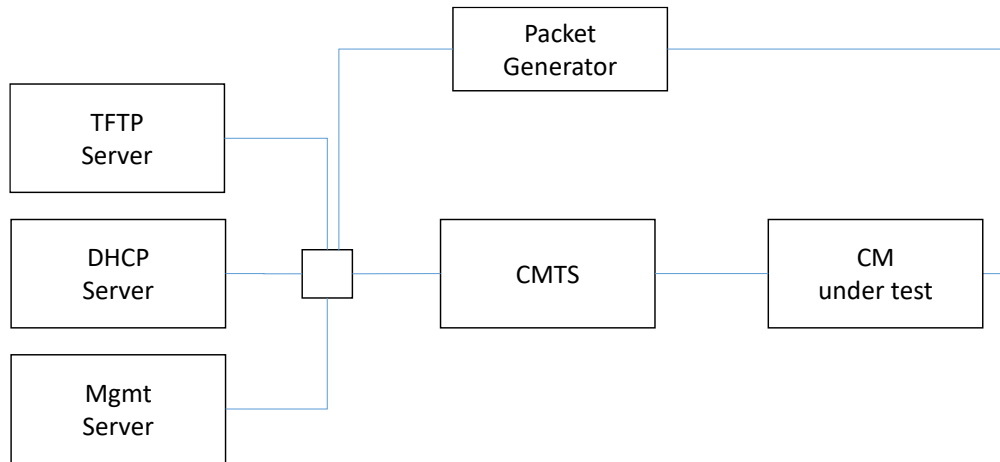 Packet
Generator
TFTP
Server
DHCP
Server
CMTS
CM
under test
Mgmt
Server